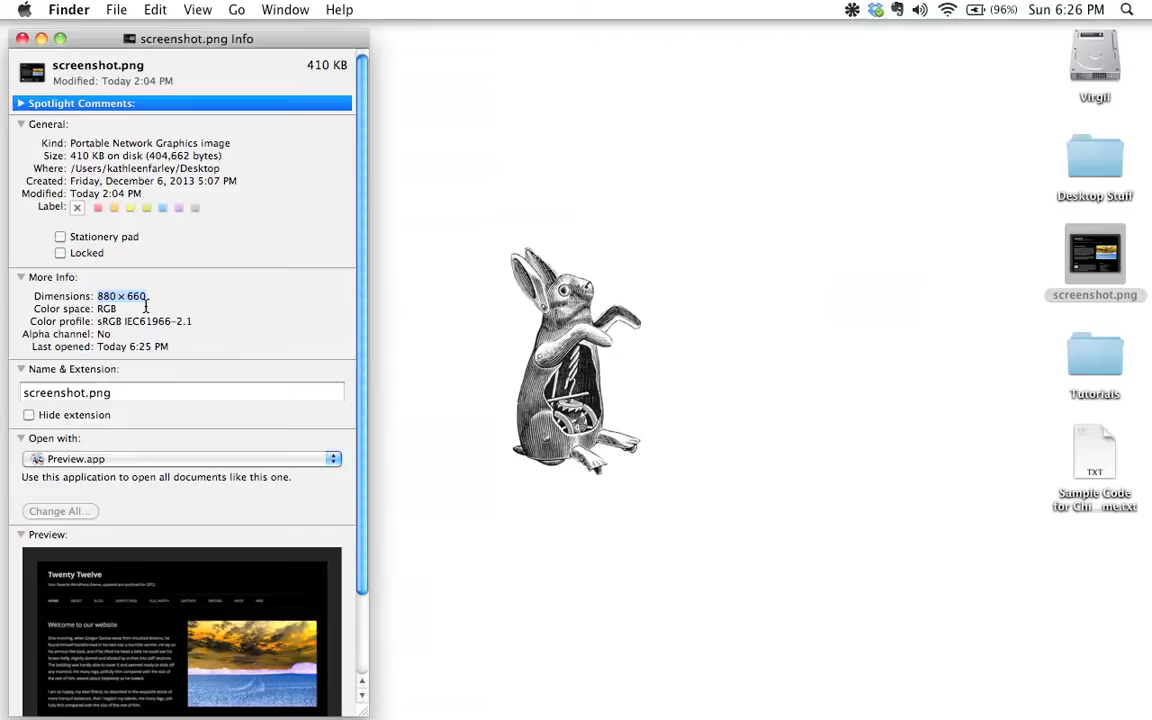 Finder File Edit View Go Window Help (96%) Sun 6:26 PM
screenshot.png Info
screenshot.png 410 KB
Modified: Today 2:04 PM
Spotlight Comments:
General:
Kind: Portable Network Graphics image
Size: 410 KB on disk (404,662 bytes)
Where: /Users/kathleenfarley/Desktop
Created: Friday, December 6, 2013 5:07 PM
Modified: Today 2:04 PM
Label:
Stationery pad
Locked
More Info:
Dimensions: 880 × 660
Color space: RGB
Color profile: sRGB IEC61966-2.1
Alpha channel: No
Last opened: Today 6:25 PM
Name & Extension:
screenshot.png
Hide extension
Open with:
Preview.app
Use this application to open all documents like this one.
Change All...
Preview:
Twenty Twelve
Welcome to our website
Virgil
Desktop Stuff
screenshot.png
Tutorials
TXT
Sample Code
for Chi...me.txt